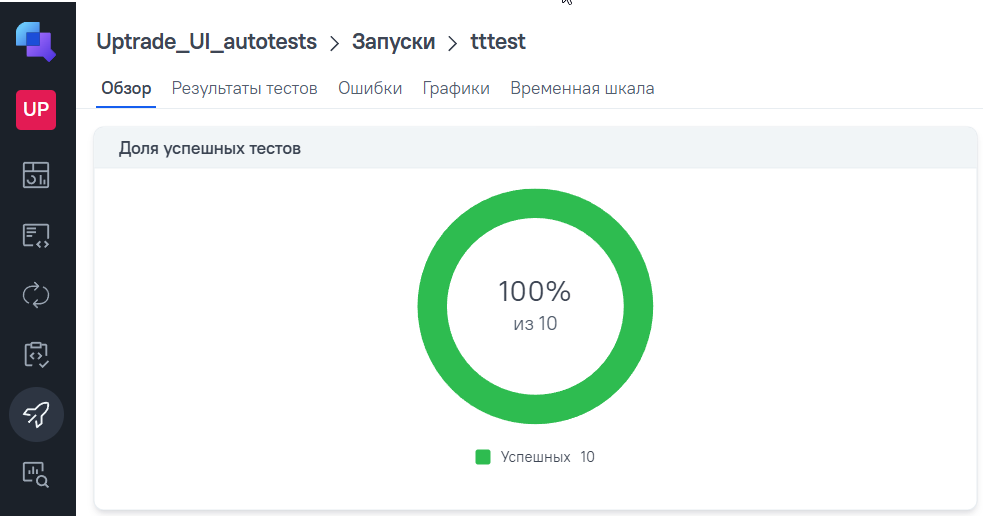 Uptrade_UI_autotests > Запуски > tttest
UP
Обзор Результаты тестов Ошибки Графики Временная шкала
Доля успешных тестов
100%
из 10
Успешных 10